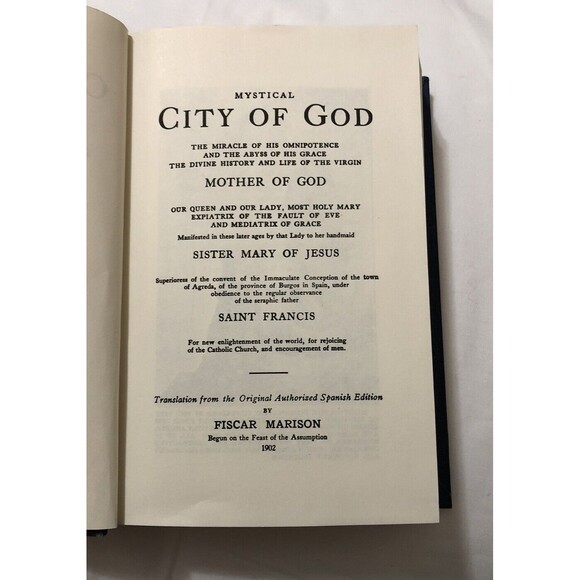 MYSTICAL
CITY OF GOD
THE MIRACLE OF HIS OMNIPOTENCE
AND THE ABYSS OF HIS GRACE
THE DIVINE HISTORY AND LIFE OF THE VIRGIN
MOTHER OF GOD
OUR QUEEN AND OUR LADY, MOST HOLY MARY
EXPIATRIX OF THE FAULT OF EVE
AND MEDIATRIX OF GRACE
Manifested in these later ages by that Lady to her handmaid
SISTER MARY OF JESUS
Superioress of the convent of the Immaculate Conception of the town
of Agreda, of the province of Burgos in Spain, under
obedience to the regular observance
of the seraphic father
SAINT FRANCIS
For new enlightenment of the world, for rejoicing
of the Catholic Church, and encouragement of men.
Translation from the Original Authorized Spanish Edition
BY
FISCAR MARISON
Begun on the Feast of the Assumption
1902